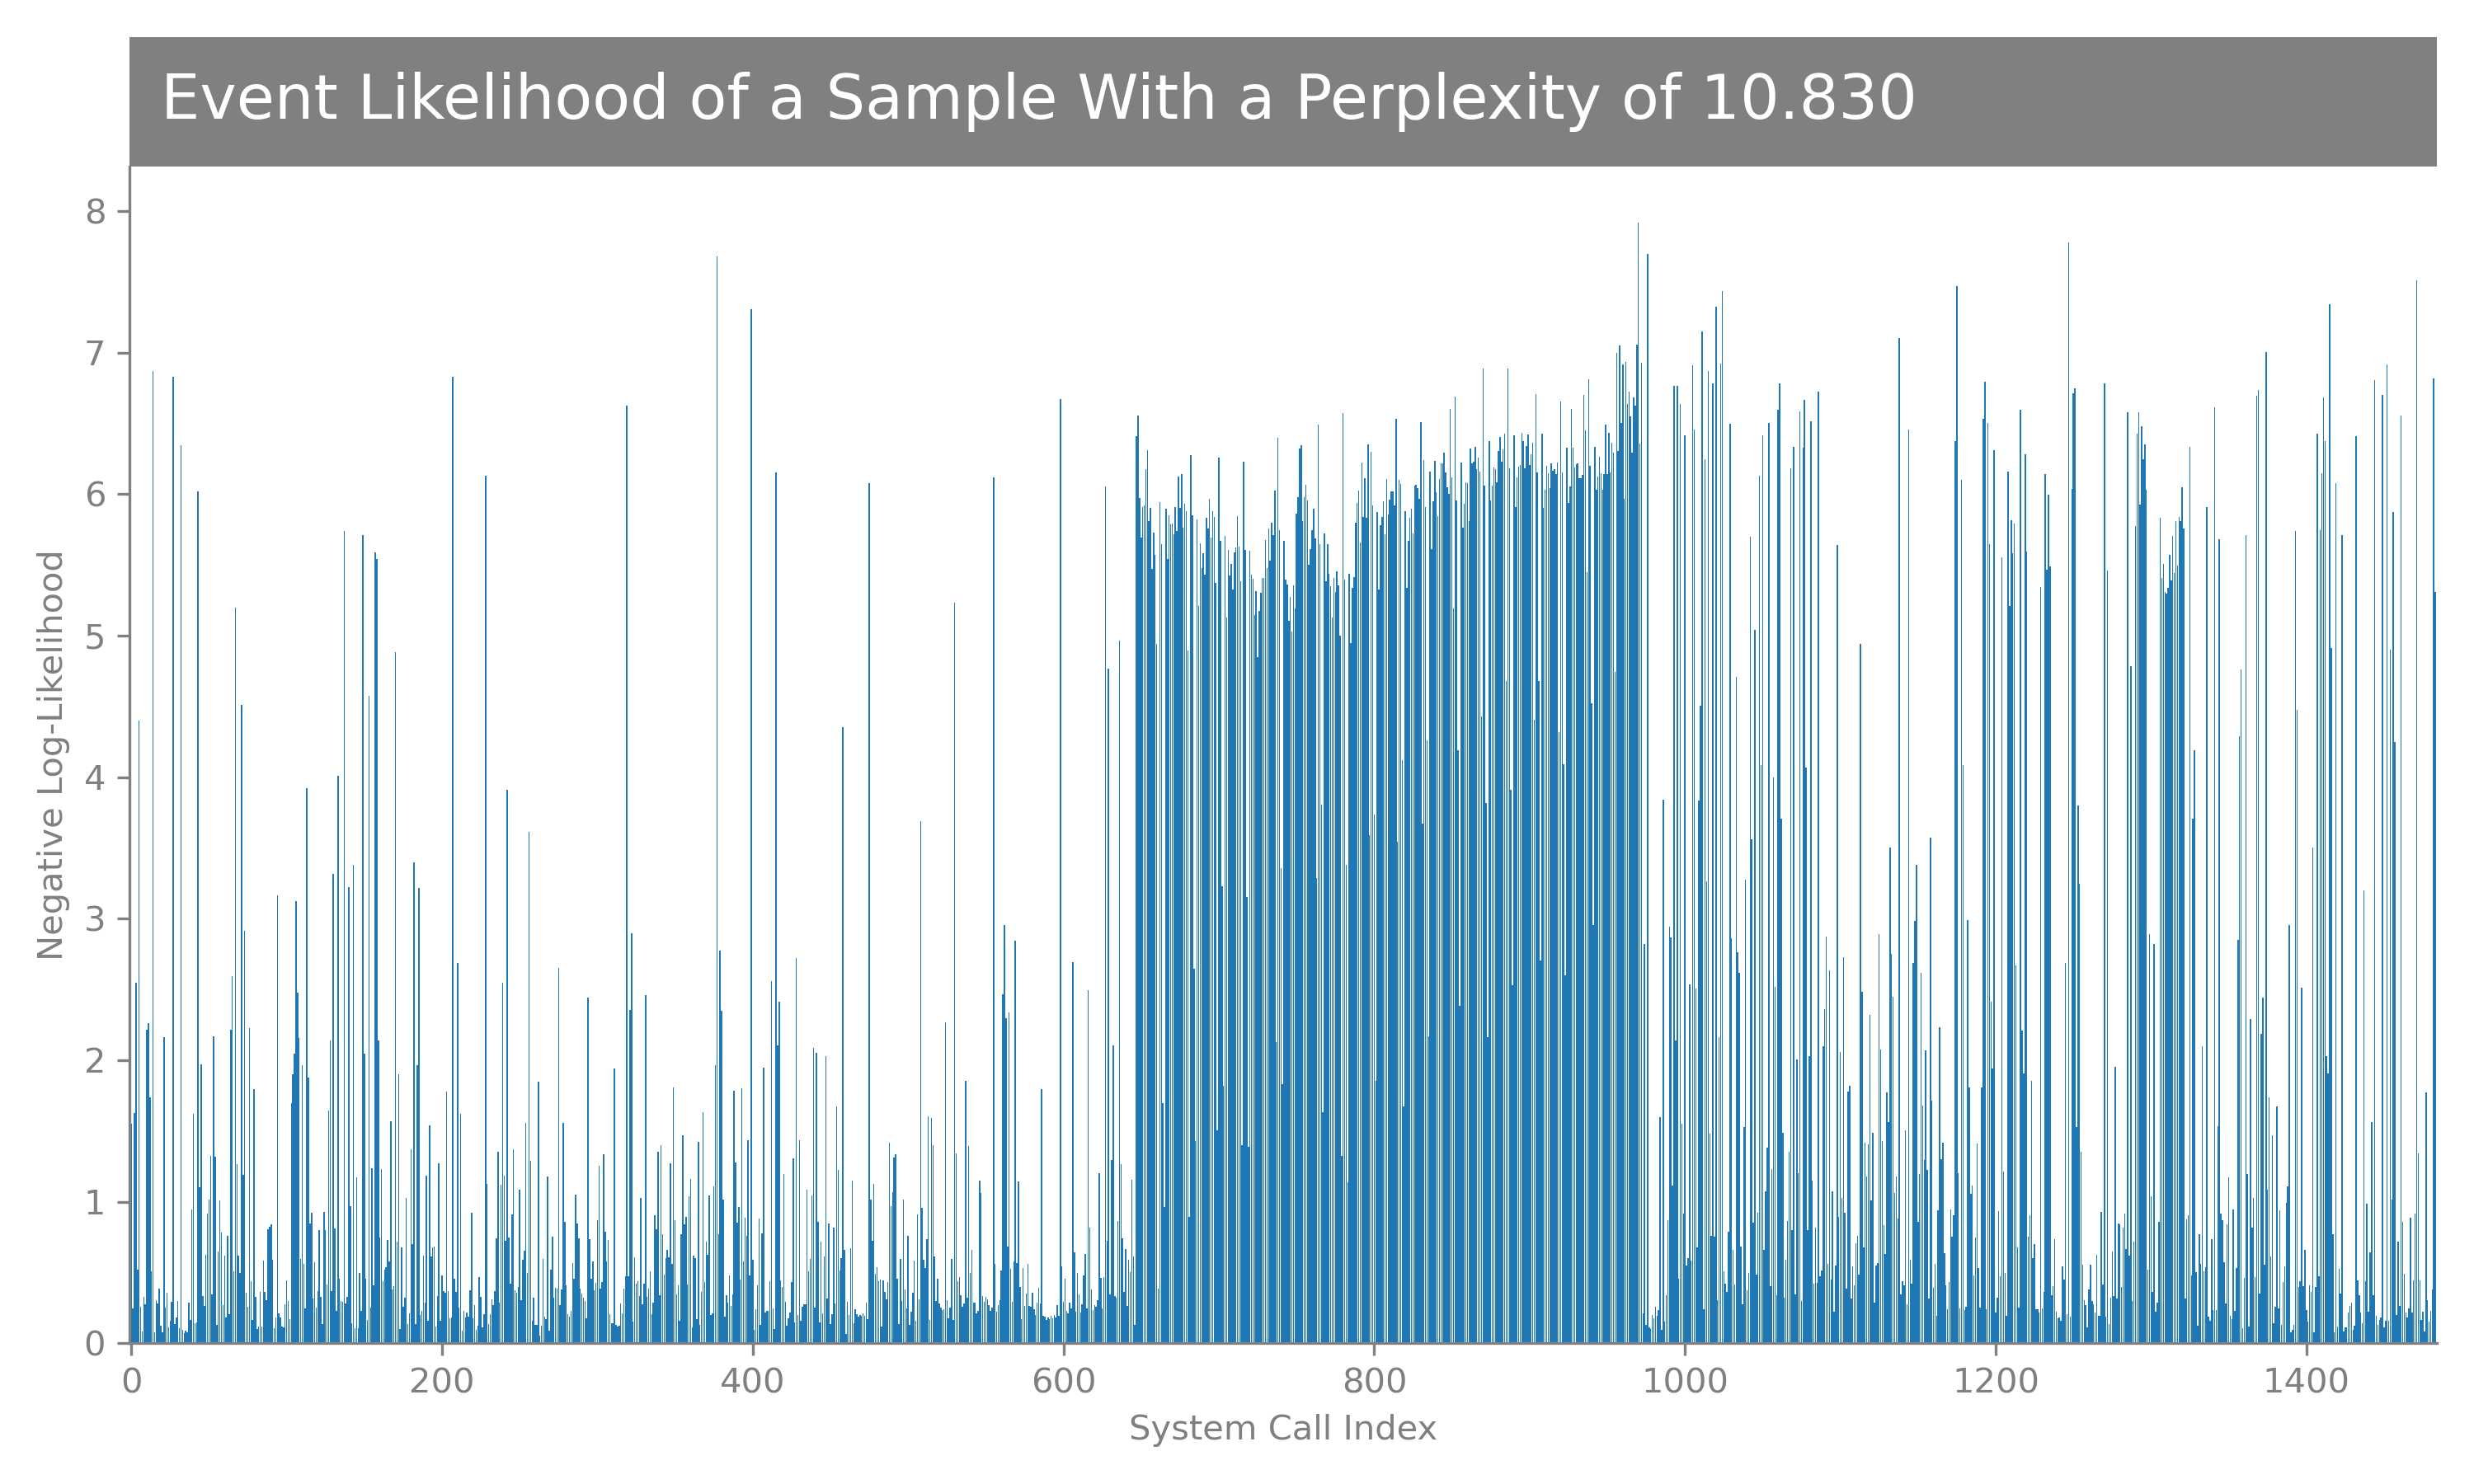 Event Likelihood of a Sample With a Perplexity of 10.830
8
7
6
5
4
3
2
1
0
Negative Log-Likelihood
0 200 400 600 800 1000 1200 1400
System Call Index